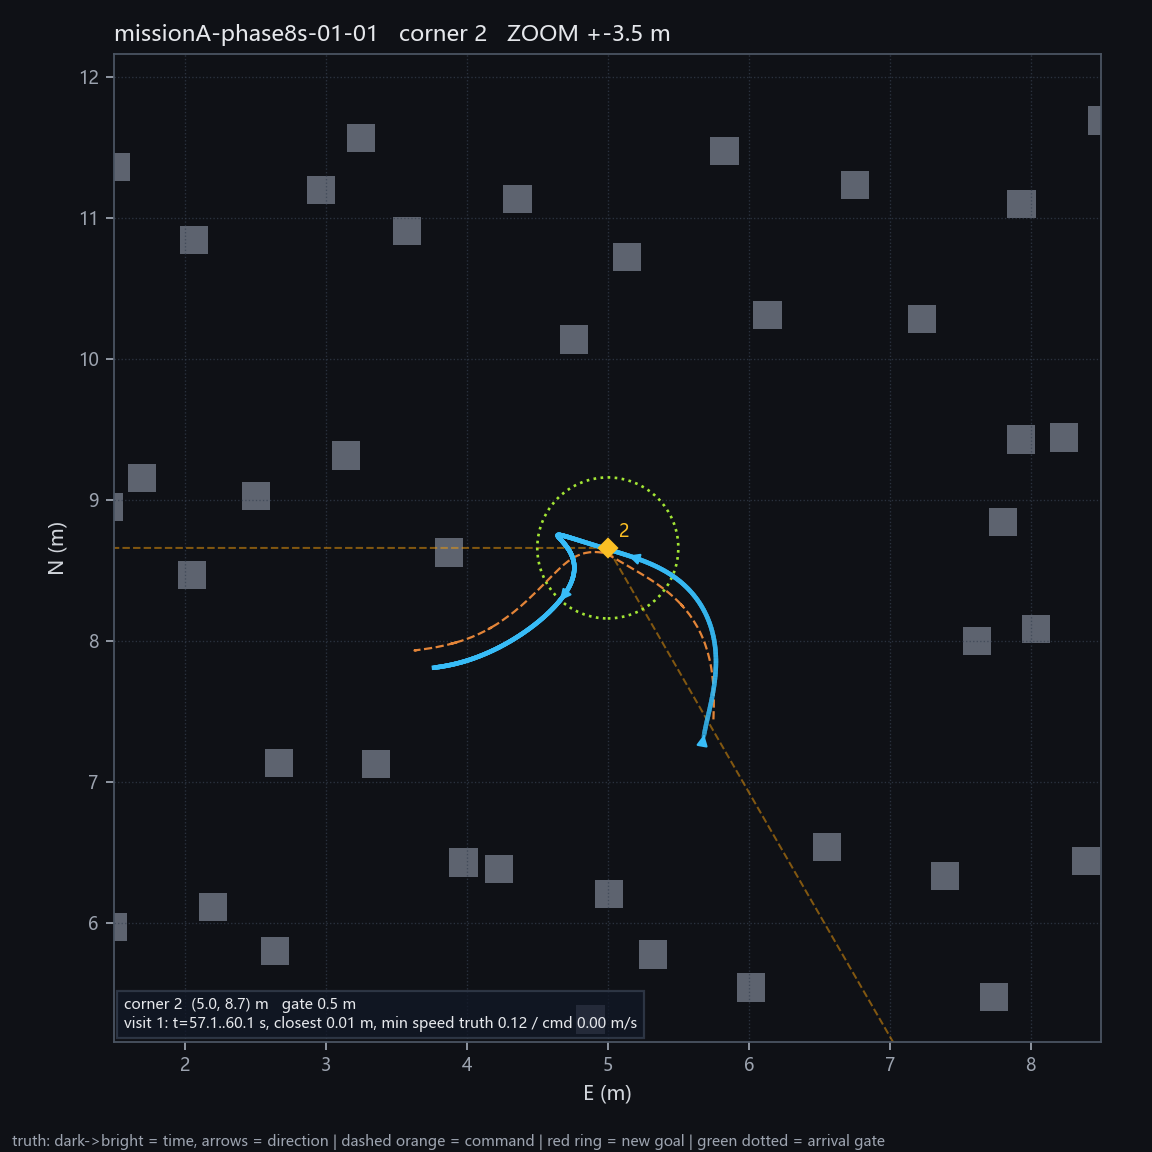 missionA-phase8s-01-01   corner 2   ZOOM +-3.5 m
12
11
10
9
8
7
6
N (m)
2
corner 2  (5.0, 8.7) m   gate 0.5 m
visit 1: t=57.1..60.1 s, closest 0.01 m, min speed truth 0.12 / cmd 0.00 m/s
2 3 4 5 6 7 8
E (m)
truth: dark->bright = time, arrows = direction | dashed orange = command | red ring = new goal | green dotted = arrival gate